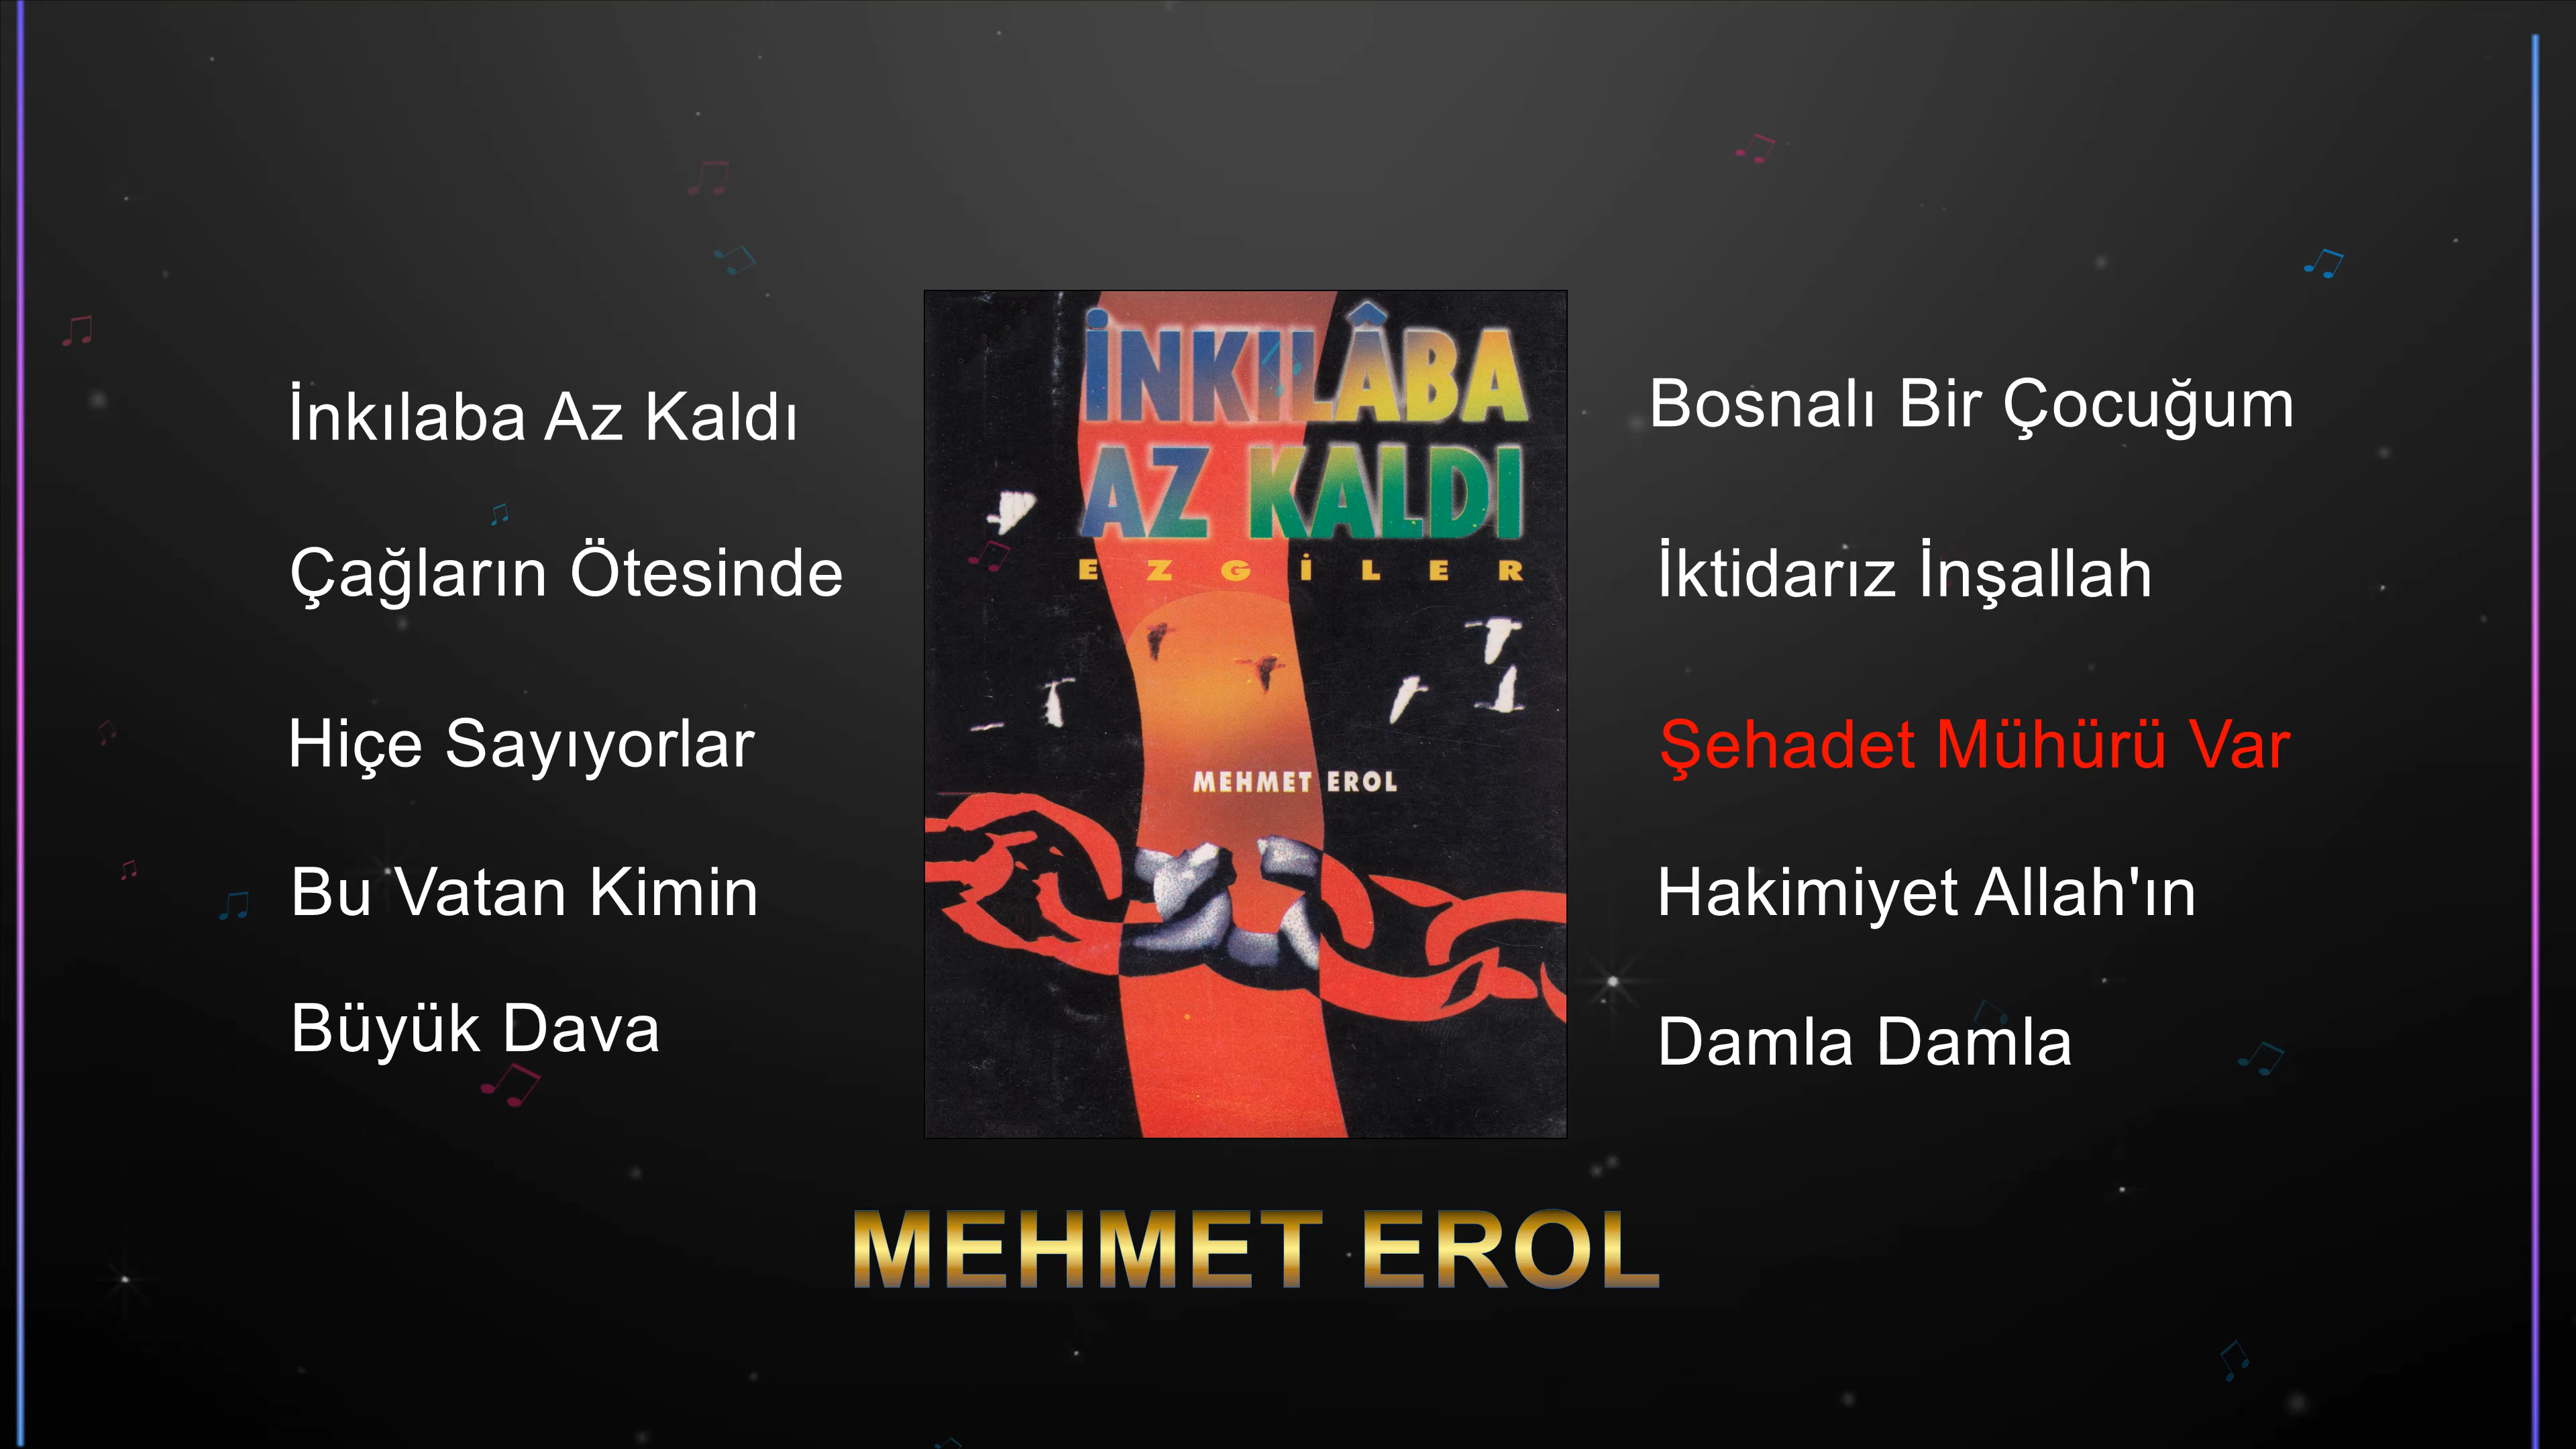 İnkılaba Az Kaldı
Çağların Ötesinde
Hiçe Sayıyorlar
Bu Vatan Kimin
Büyük Dava
İNKILÂBA
AZ KALDI
EZGİLER
MEHMET EROL
Bosnalı Bir Çocuğum
İktidarız İnşallah
Şehadet Mühürü Var
Hakimiyet Allah'ın
Damla Damla
MEHMET EROL